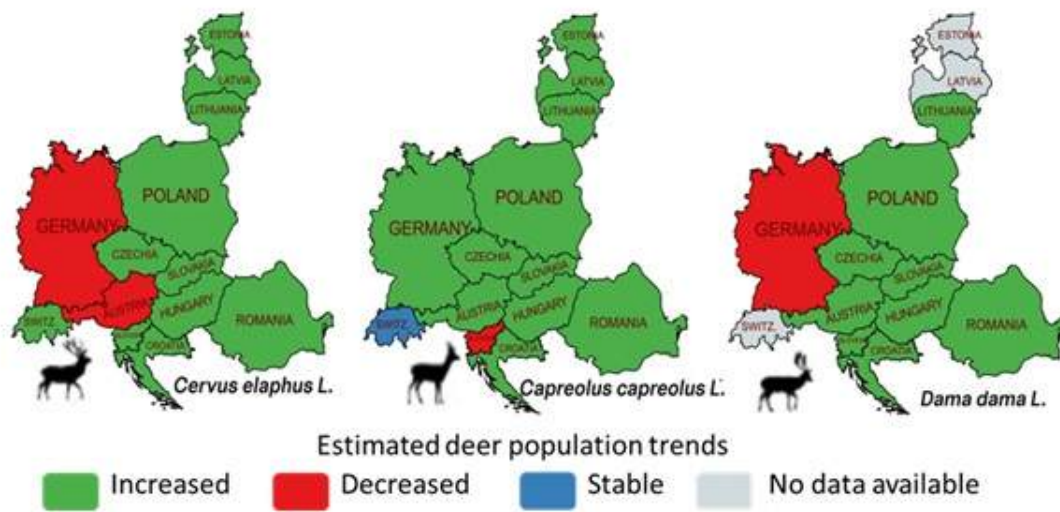 ESTONIA
LATVIA
LITHUANIA
POLAND
GERMANY
CZECHIA
SLOVAKIA
AUSTRIA
HUNGARY
SWITZ.
ROMANIA
CROATIA
Cervus elaphus L.
ESTONIA
LATVIA
LITHUANIA
POLAND
GERMANY
CZECHIA
SLOVAKIA
AUSTRIA
HUNGARY
SWITZ.
ROMANIA
CROATIA
Capreolus capreolus L.
ESTONIA
LATVIA
LITHUANIA
POLAND
GERMANY
CZECHIA
SLOVAKIA
AUSTRIA
HUNGARY
SWITZ.
ROMANIA
CROATIA
Dama dama L.
Estimated deer population trends
Increased Decreased Stable No data available